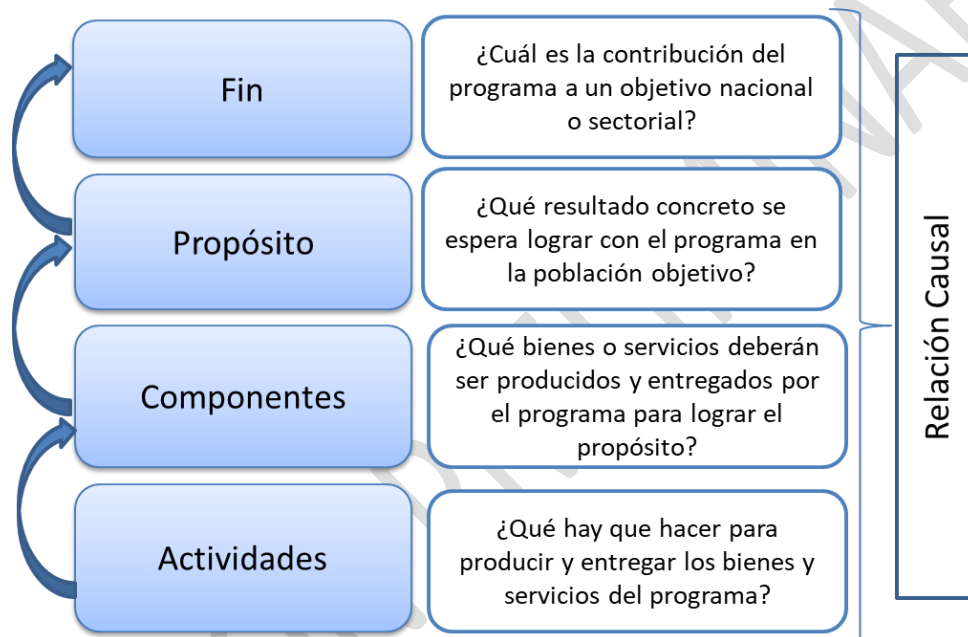 Fin
¿Cuál es la contribución del
programa a un objetivo nacional
o sectorial?
Propósito
¿Qué resultado concreto se
espera lograr con el programa en
la población objetivo?
Componentes
¿Qué bienes o servicios deberán
ser producidos y entregados por
el programa para lograr el
propósito?
Actividades
¿Qué hay que hacer para
producir y entregar los bienes y
servicios del programa?
Relación Causal